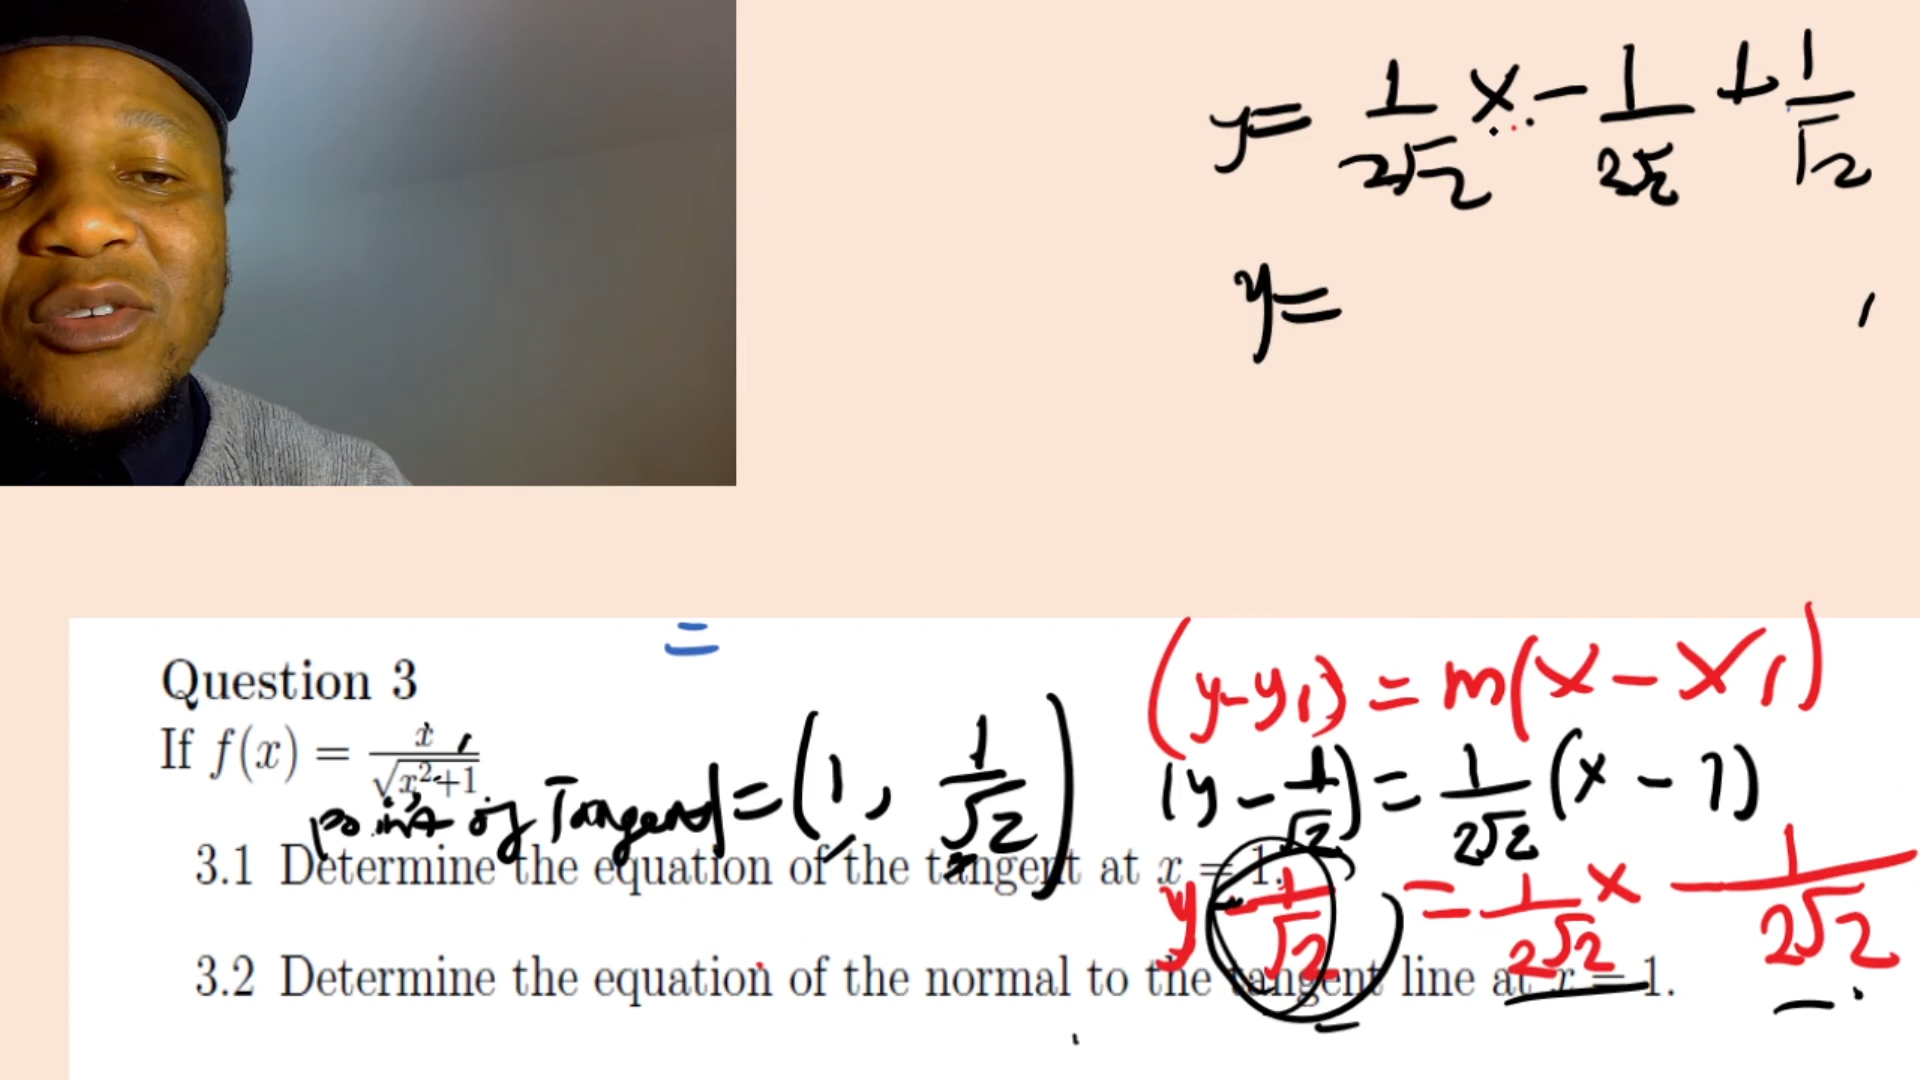 y= 1/2√2 x - 1/2√2 + 1/√2
y=
=
(y-y1) = m(x - x1)
Question 3
If f(x) = x/√x²+1
point of Tangent = (1, 1/√2)
(y - 1/√2) = 1/2√2 (x - 1)
3.1 Determine the equation of the tangent at x = 1.
y - 1/√2 = 1/2√2 x 1/2√2
3.2 Determine the equation of the normal to the tangent line at x = 1.